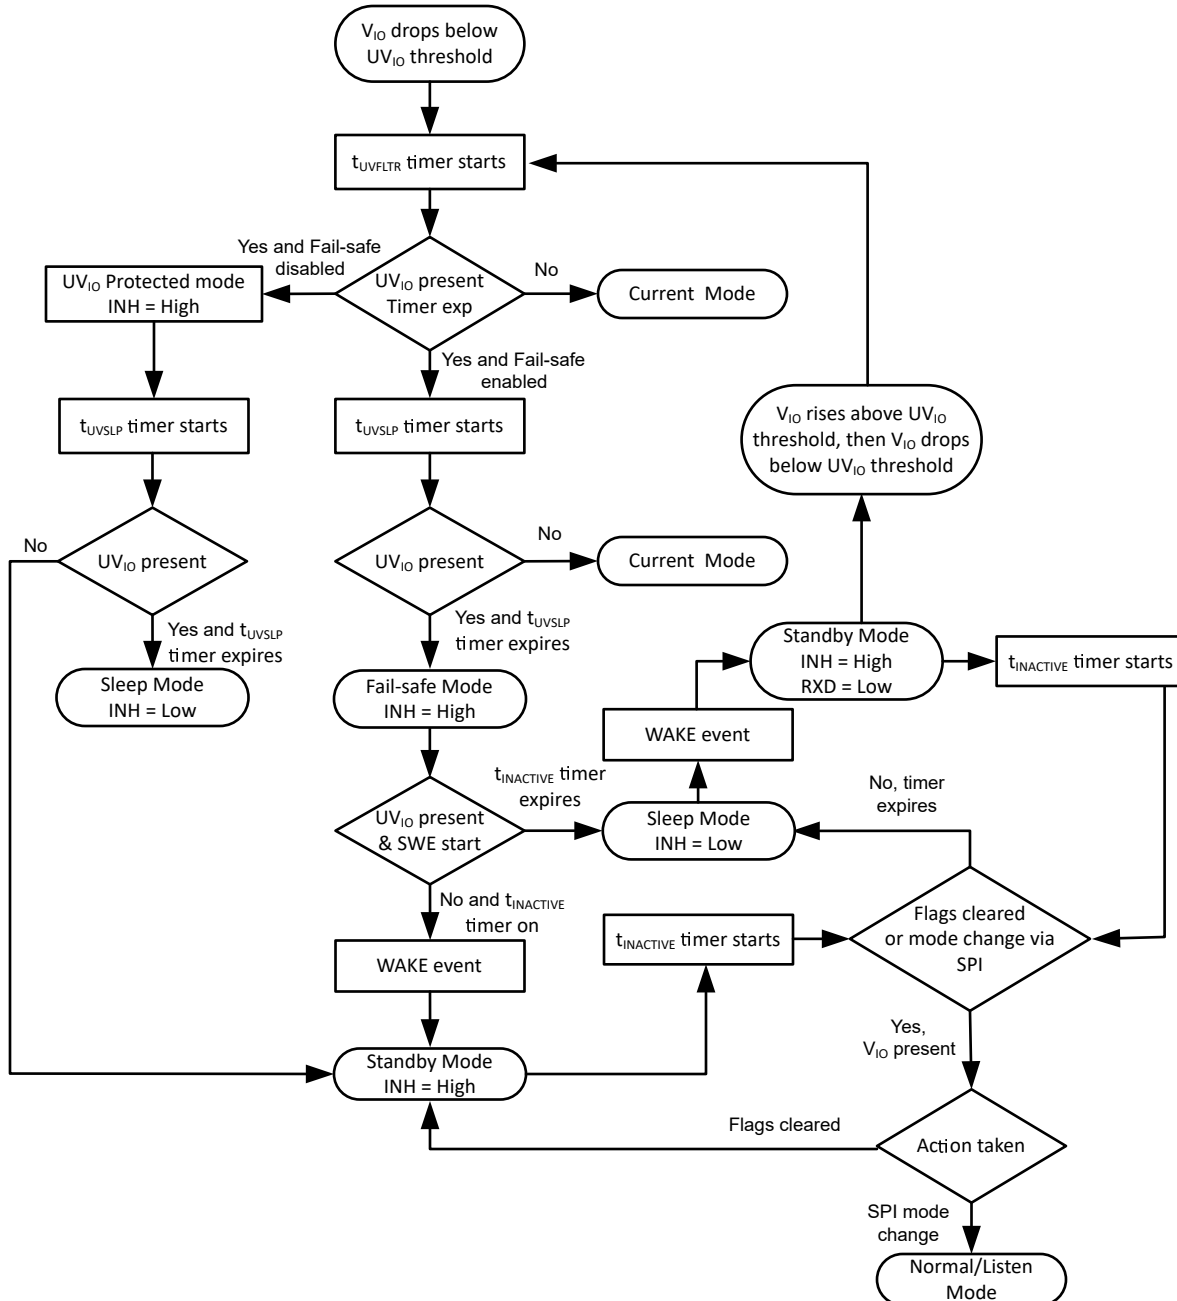 V_IO drops below
UV_IO threshold
t_UVFLTR timer starts
Yes and Fail-safe
disabled
UV_IO Protected mode
INH = High
UV_IO present
Timer exp
No
Current Mode
Yes and Fail-safe
enabled
t_UVSLP timer starts
t_UVSLP timer starts
V_IO rises above UV_IO
threshold, then V_IO drops
below UV_IO threshold
No
UV_IO present
UV_IO present
No
Current Mode
Yes and t_UVSLP
timer expires
Yes and t_UVSLP
timer expires
Sleep Mode
INH = Low
Fail-safe Mode
INH = High
Standby Mode
INH = High
RXD = Low
t_INACTIVE timer starts
WAKE event
t_INACTIVE timer
expires
No, timer
expires
UV_IO present
& SWE start
Sleep Mode
INH = Low
No and t_INACTIVE
timer on
Flags cleared
or mode change via
SPI
t_INACTIVE timer starts
WAKE event
Yes,
V_IO present
Standby Mode
INH = High
Flags cleared
Action taken
SPI mode
change
Normal/Listen
Mode